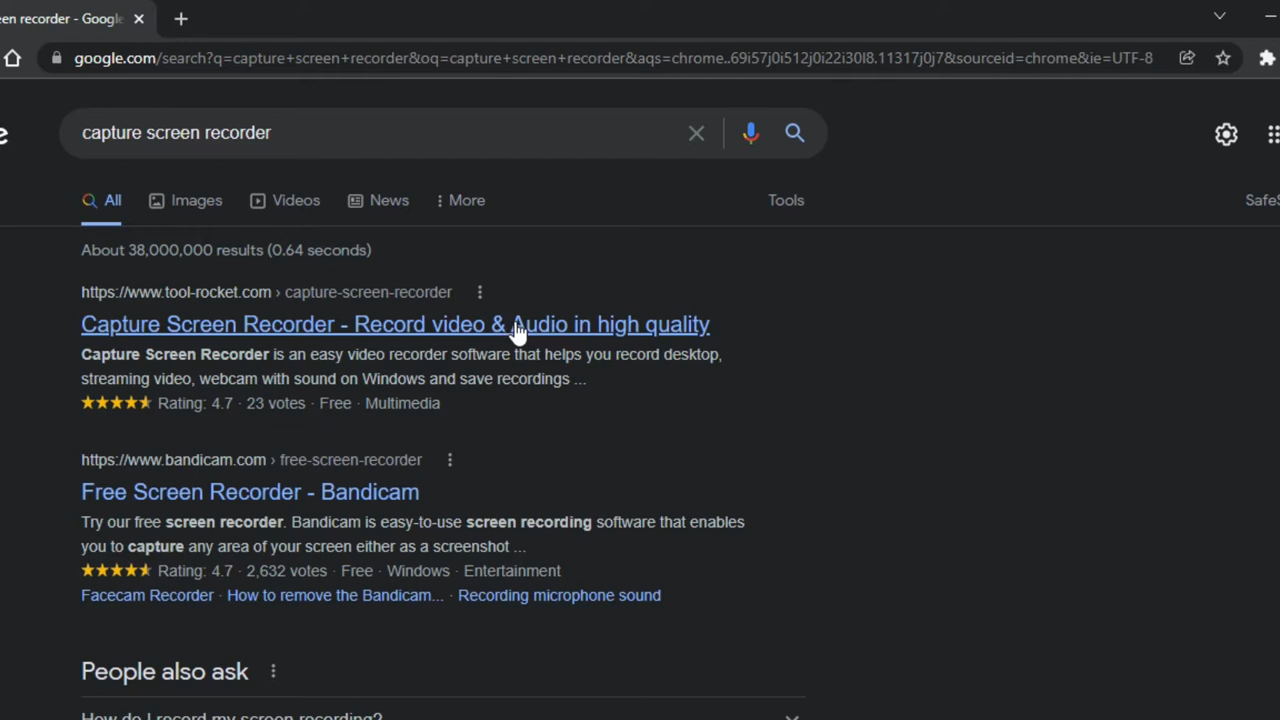 en recorder - Google
google.com/search?q=capture+screen+recorder&oq=capture+screen+recorder&aqs=chrome..69i57j0i512j0i22i30l8.11317j0j7&sourceid=chrome&ie=UTF-8
e
capture screen recorder
All Images Videos News More Tools SafeS
About 38,000,000 results (0.64 seconds)
https://www.tool-rocket.com › capture-screen-recorder
Capture Screen Recorder - Record video & Audio in high quality
Capture Screen Recorder is an easy video recorder software that helps you record desktop,
streaming video, webcam with sound on Windows and save recordings ...
Rating: 4.7 · 23 votes · Free · Multimedia
https://www.bandicam.com › free-screen-recorder
Free Screen Recorder - Bandicam
Try our free screen recorder. Bandicam is easy-to-use screen recording software that enables
you to capture any area of your screen either as a screenshot ...
Rating: 4.7 · 2,632 votes · Free · Windows · Entertainment
Facecam Recorder · How to remove the Bandicam... · Recording microphone sound
People also ask
How do I record my screen recording?